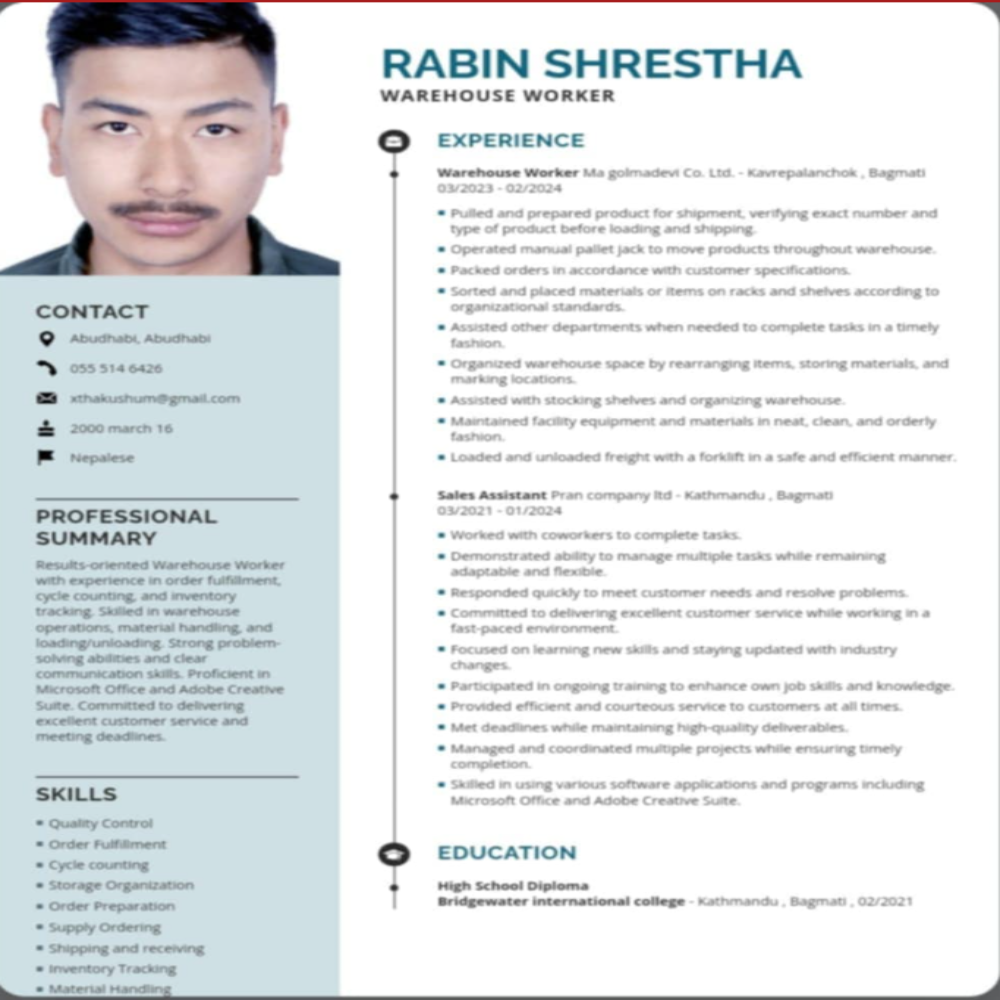 RABIN SHRESTHA
WAREHOUSE WORKER
EXPERIENCE
Warehouse Worker Ma golmadevi Co. Ltd. - Kavrepalanchok , Bagmati
03/2023 - 02/2024
▪ Pulled and prepared product for shipment, verifying exact number and
type of product before loading and shipping.
▪ Operated manual pallet jack to move products throughout warehouse.
▪ Packed orders in accordance with customer specifications.
▪ Sorted and placed materials or items on racks and shelves according to
organizational standards.
▪ Assisted other departments when needed to complete tasks in a timely
fashion.
▪ Organized warehouse space by rearranging items, storing materials, and
marking locations.
▪ Assisted with stocking shelves and organizing warehouse.
▪ Maintained facility equipment and materials in neat, clean, and orderly
fashion.
▪ Loaded and unloaded freight with a forklift in a safe and efficient manner.
Sales Assistant Pran company ltd - Kathmandu , Bagmati
03/2021 - 01/2024
▪ Worked with coworkers to complete tasks.
▪ Demonstrated ability to manage multiple tasks while remaining
adaptable and flexible.
▪ Responded quickly to meet customer needs and resolve problems.
▪ Committed to delivering excellent customer service while working in a
fast-paced environment.
▪ Focused on learning new skills and staying updated with industry
changes.
▪ Participated in ongoing training to enhance own job skills and knowledge.
▪ Provided efficient and courteous service to customers at all times.
▪ Met deadlines while maintaining high-quality deliverables.
▪ Managed and coordinated multiple projects while ensuring timely
completion.
▪ Skilled in using various software applications and programs including
Microsoft Office and Adobe Creative Suite.
EDUCATION
High School Diploma
Bridgewater international college - Kathmandu , Bagmati , 02/2021
CONTACT
Abudhabi, Abudhabi
055 514 6426
xthakushum@gmail.com
2000 march 16
Nepalese
PROFESSIONAL
SUMMARY
Results-oriented Warehouse Worker
with experience in order fulfillment,
cycle counting, and inventory
tracking. Skilled in warehouse
operations, material handling, and
loading/unloading. Strong problem-
solving abilities and clear
communication skills. Proficient in
Microsoft Office and Adobe Creative
Suite. Committed to delivering
excellent customer service and
meeting deadlines.
SKILLS
▪ Quality Control
▪ Order Fulfillment
▪ Cycle counting
▪ Storage Organization
▪ Order Preparation
▪ Supply Ordering
▪ Shipping and receiving
▪ Inventory Tracking
▪ Material Handling